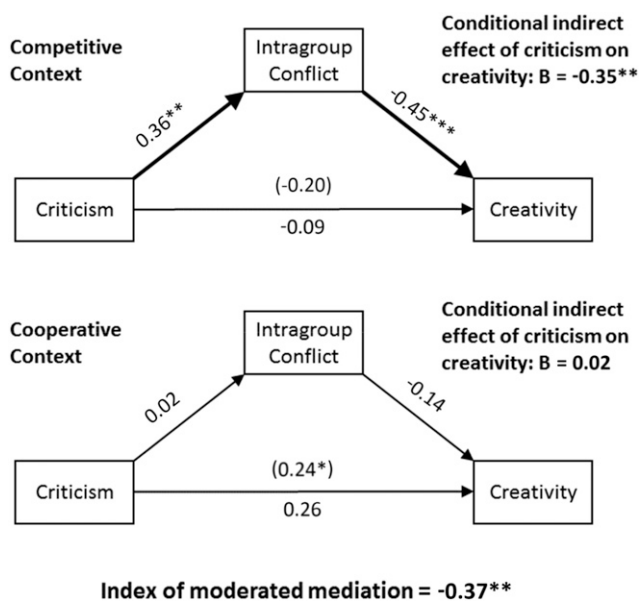 Competitive
Context
Intragroup
Conflict
Conditional indirect
effect of criticism on
creativity: B = -0.35**
0.36**
-0.45***
Criticism
(-0.20)
-0.09
Creativity
Cooperative
Context
Intragroup
Conflict
Conditional indirect
effect of criticism on
creativity: B = 0.02
0.02
-0.14
Criticism
(0.24*)
0.26
Creativity
Index of moderated mediation = -0.37**